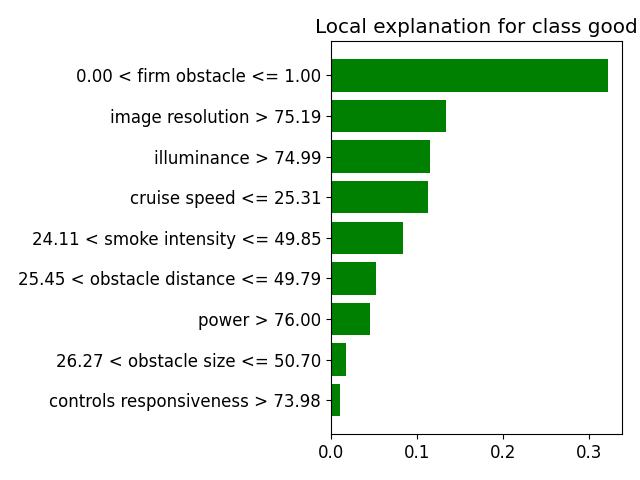 Local explanation for class good
0.00 < firm obstacle <= 1.00
image resolution > 75.19
illuminance > 74.99
cruise speed <= 25.31
24.11 < smoke intensity <= 49.85
25.45 < obstacle distance <= 49.79
power > 76.00
26.27 < obstacle size <= 50.70
controls responsiveness > 73.98
0.0 0.1 0.2 0.3